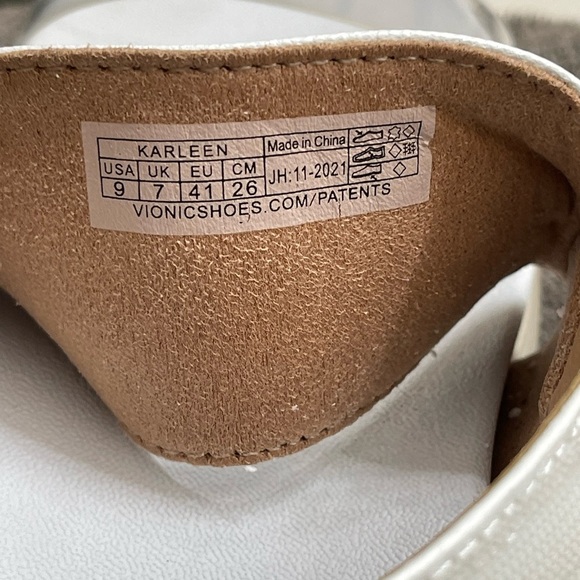 KARLEEN
USA UK EU CM
9 7 41 26
Made in China
JH:11-2021
VIONICSHOES.COM/PATENTS